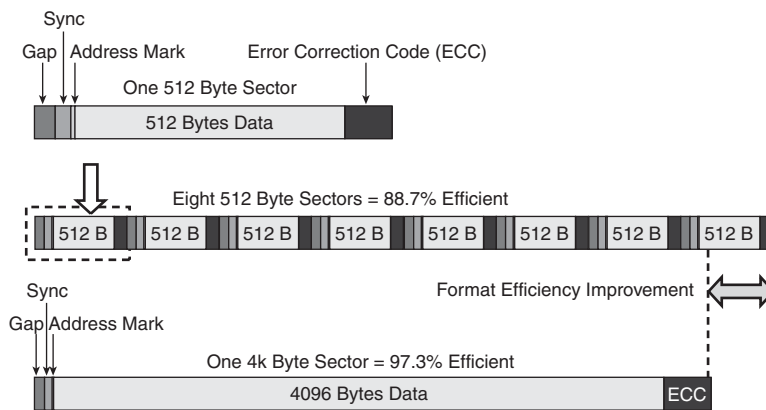 Sync
Gap Address Mark Error Correction Code (ECC)
One 512 Byte Sector
512 Bytes Data
Eight 512 Byte Sectors = 88.7% Efficient
512 B 512 B 512 B 512 B 512 B 512 B 512 B 512 B
Sync
Format Efficiency Improvement
Gap Address Mark
One 4k Byte Sector = 97.3% Efficient
4096 Bytes Data ECC